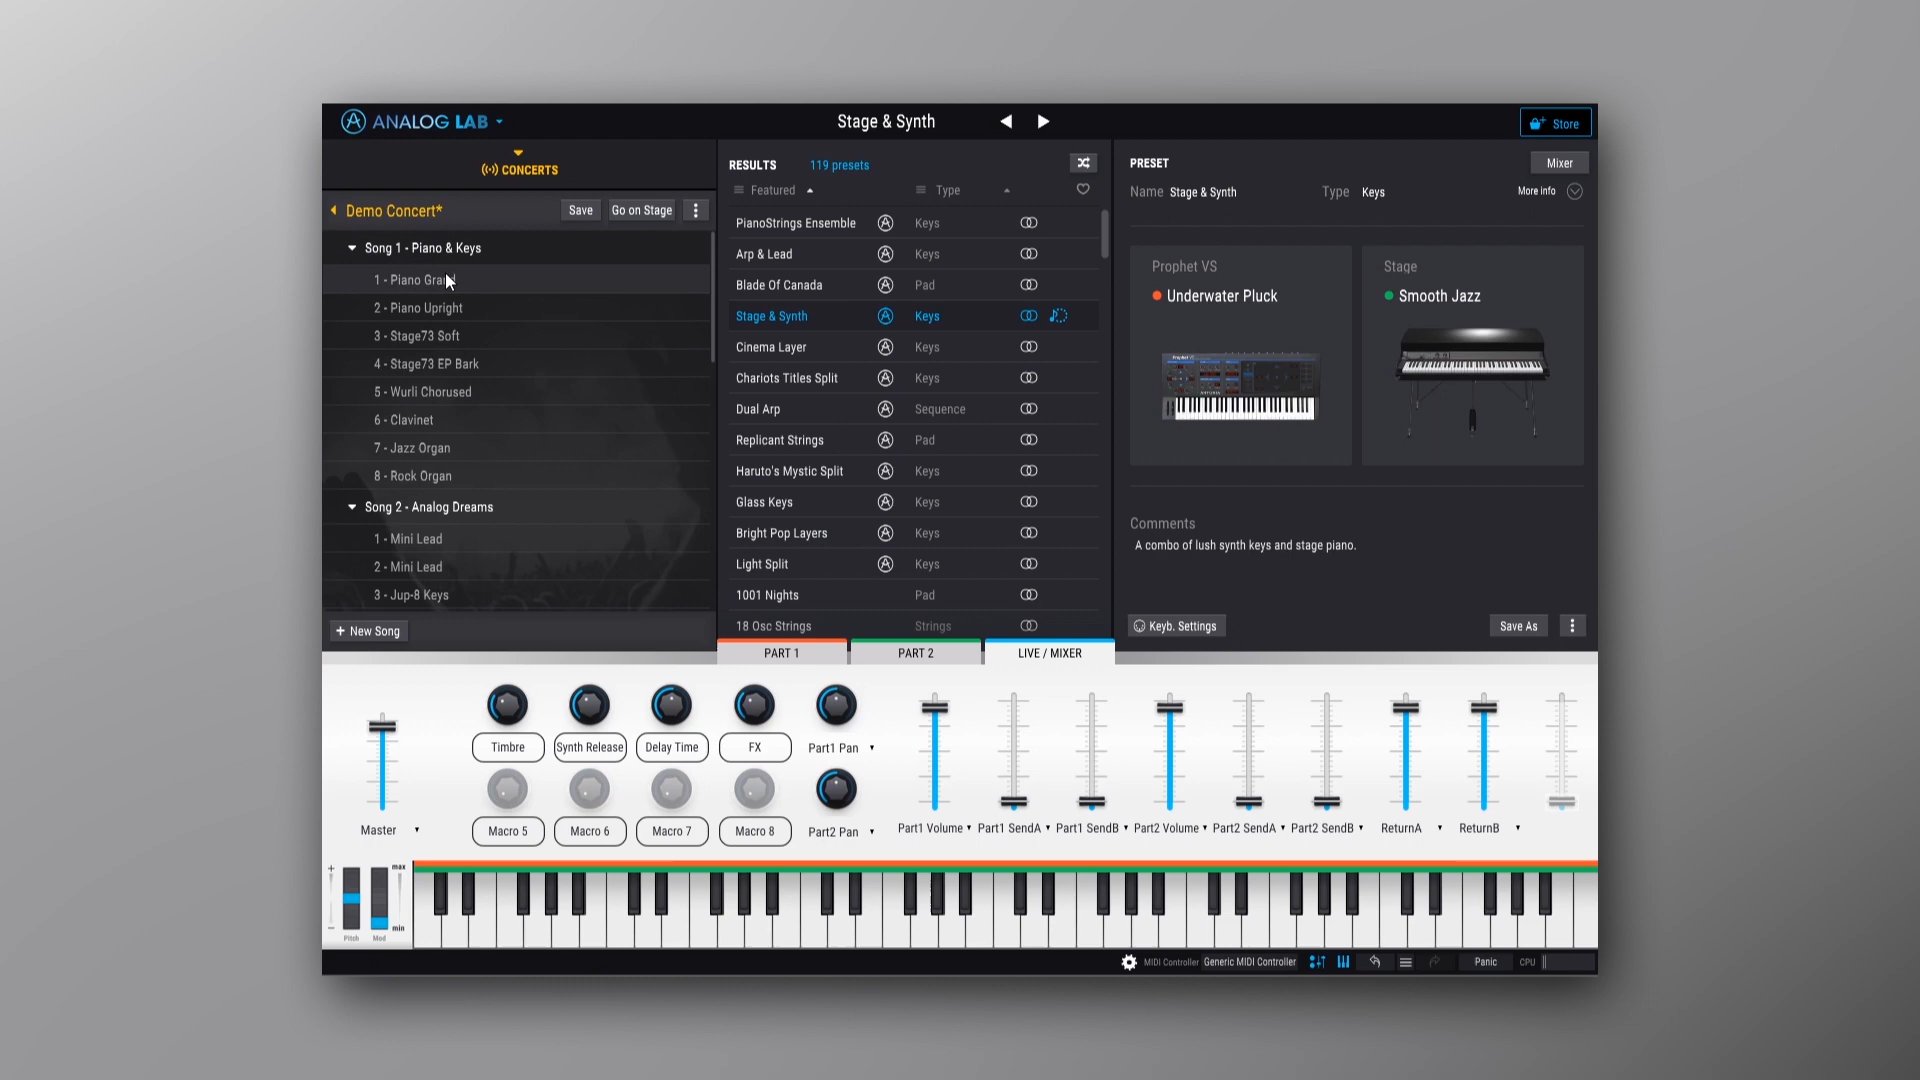 ANALOG LAB
Stage & Synth
Store
CONCERTS
Demo Concert*
Save
Go on Stage
Song 1 - Piano & Keys
1 - Piano Grand
2 - Piano Upright
3 - Stage73 Soft
4 - Stage73 EP Bark
5 - Wurli Chorused
6 - Clavinet
7 - Jazz Organ
8 - Rock Organ
Song 2 - Analog Dreams
1 - Mini Lead
2 - Mini Lead
3 - Jup-8 Keys
+ New Song
RESULTS 119 presets
Featured Type
PianoStrings Ensemble Keys
Arp & Lead Keys
Blade Of Canada Pad
Stage & Synth Keys
Cinema Layer Keys
Chariots Titles Split Keys
Dual Arp Sequence
Replicant Strings Pad
Haruto's Mystic Split Keys
Glass Keys Keys
Bright Pop Layers Keys
Light Split Keys
1001 Nights Pad
18 Osc Strings Strings
PRESET
Mixer
Name Stage & Synth Type Keys More info
Prophet VS
Underwater Pluck
Stage
Smooth Jazz
Comments
A combo of lush synth keys and stage piano.
Keyb. Settings
Save As
PART 1
PART 2
LIVE / MIXER
Timbre
Synth Release
Delay Time
FX
Part1 Pan
Macro 5
Macro 6
Macro 7
Macro 8
Part2 Pan
Master
Part1 Volume
Part1 SendA
Part1 SendB
Part2 Volume
Part2 SendA
Part2 SendB
ReturnA
ReturnB
+
-
max
min
Pitch
Mod
MIDI Controller Generic MIDI Controller
Panic
CPU